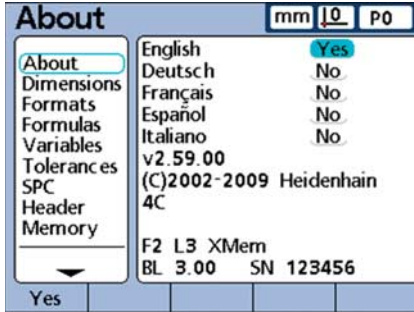 About mm P0
About
Dimensions
Formats
Formulas
Variables
Tolerances
SPC
Header
Memory
English Yes
Deutsch No
Français No
Español No
Italiano No
v2.59.00
(C)2002-2009 Heidenhain
4C
F2 L3 XMem
BL 3.00 SN 123456
Yes